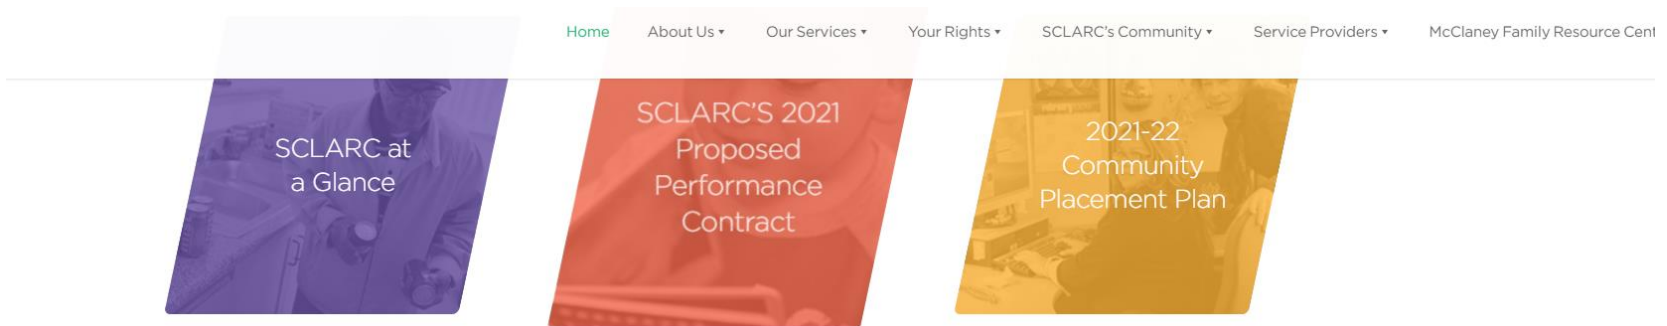 Home About Us Our Services Your Rights SCLARC's Community Service Providers McClaney Family Resource Cent
SCLARC at
a Glance
SCLARC'S 2021
Proposed
Performance
Contract
2021-22
Community
Placement Plan